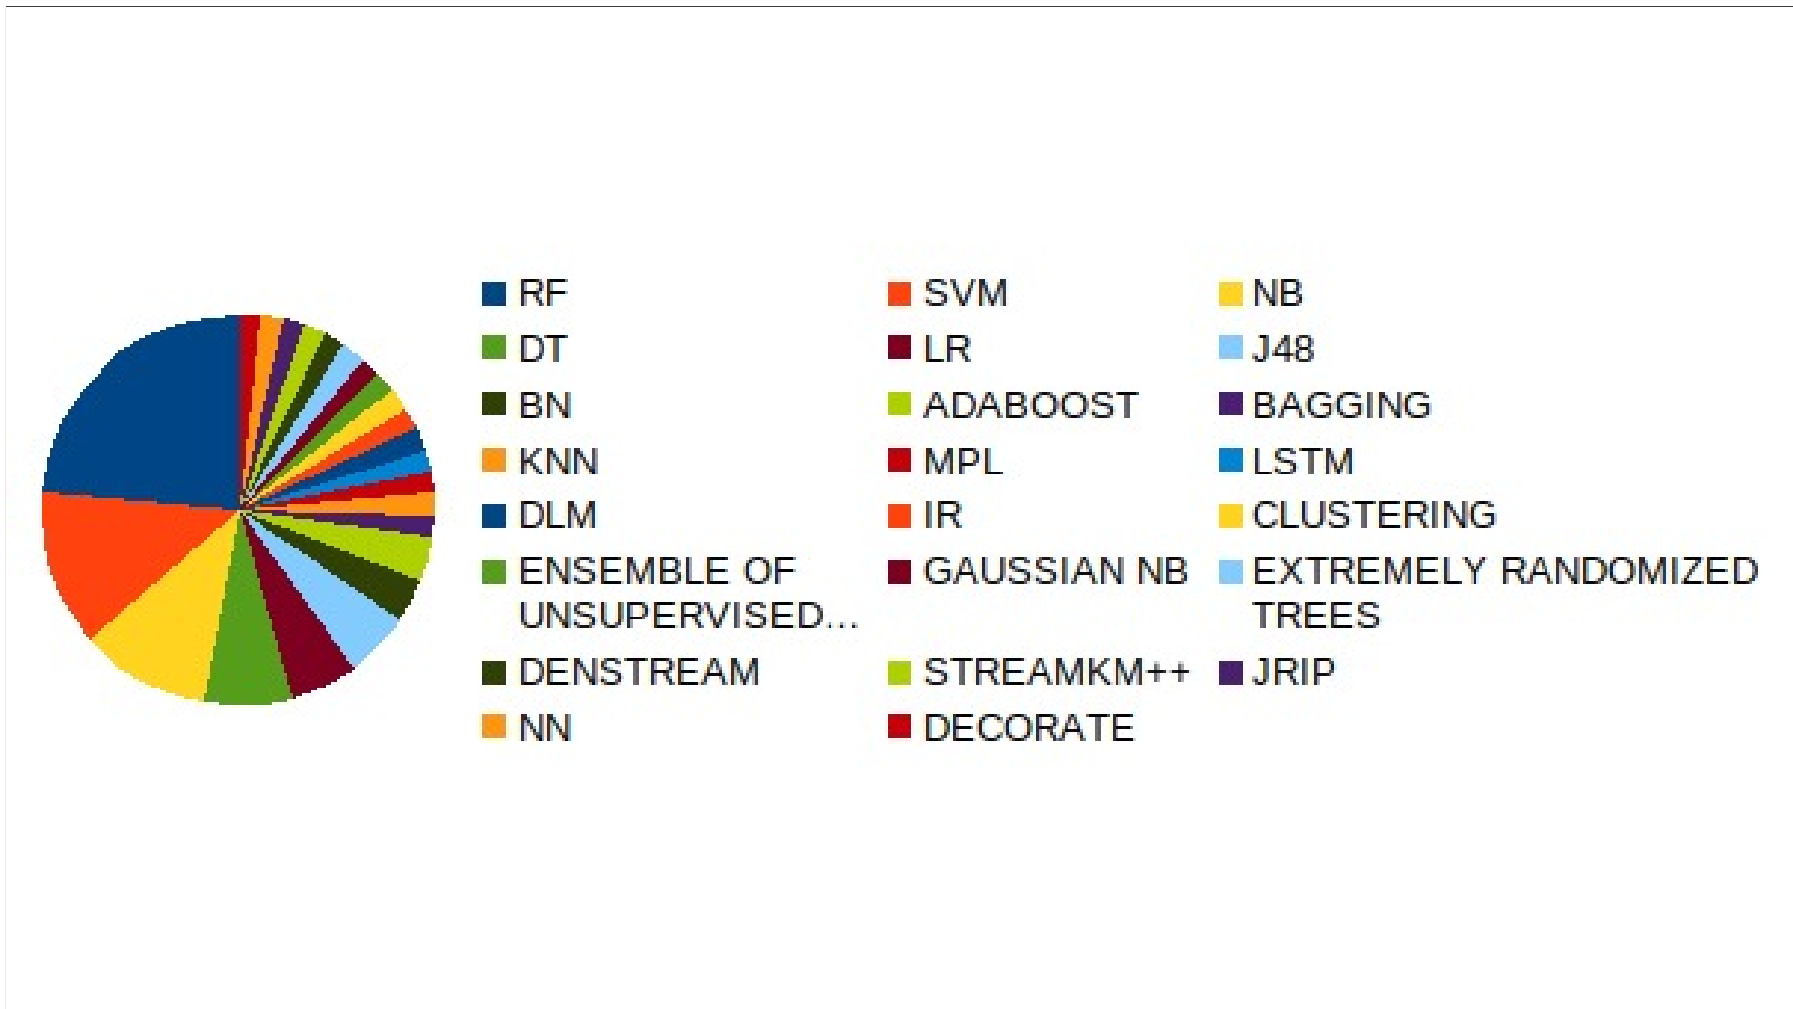 RF
SVM
NB
DT
LR
J48
BN
ADABOOST
BAGGING
KNN
MPL
LSTM
DLM
IR
CLUSTERING
ENSEMBLE OF
UNSUPERVISED...
GAUSSIAN NB
EXTREMELY RANDOMIZED
TREES
DENSTREAM
STREAMKM++
JRIP
NN
DECORATE